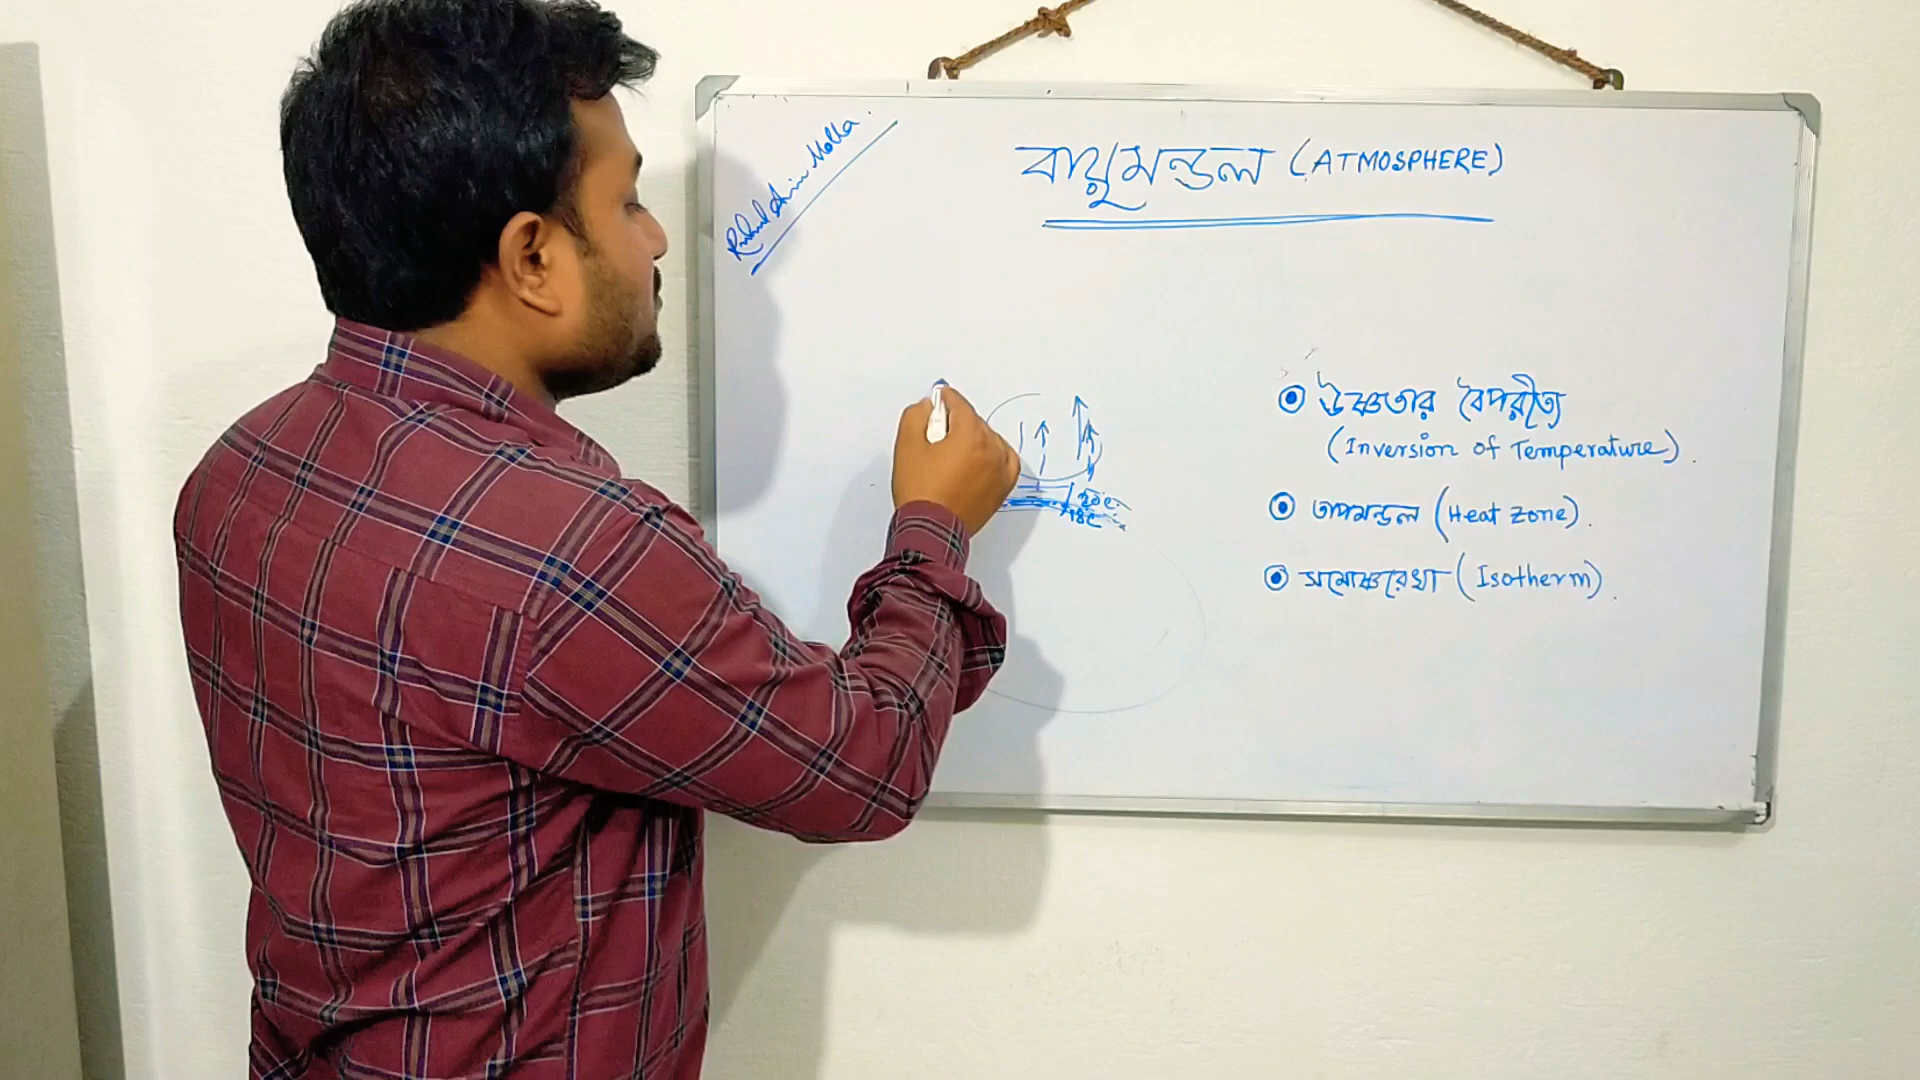 বায়ুমন্ডল (ATMOSPHERE)
উষ্ণতার বৈপরীত্য
(Inversion of Temperature).
তাপমন্ডল (Heat zone).
সমোষ্ণরেখা (Isotherm).